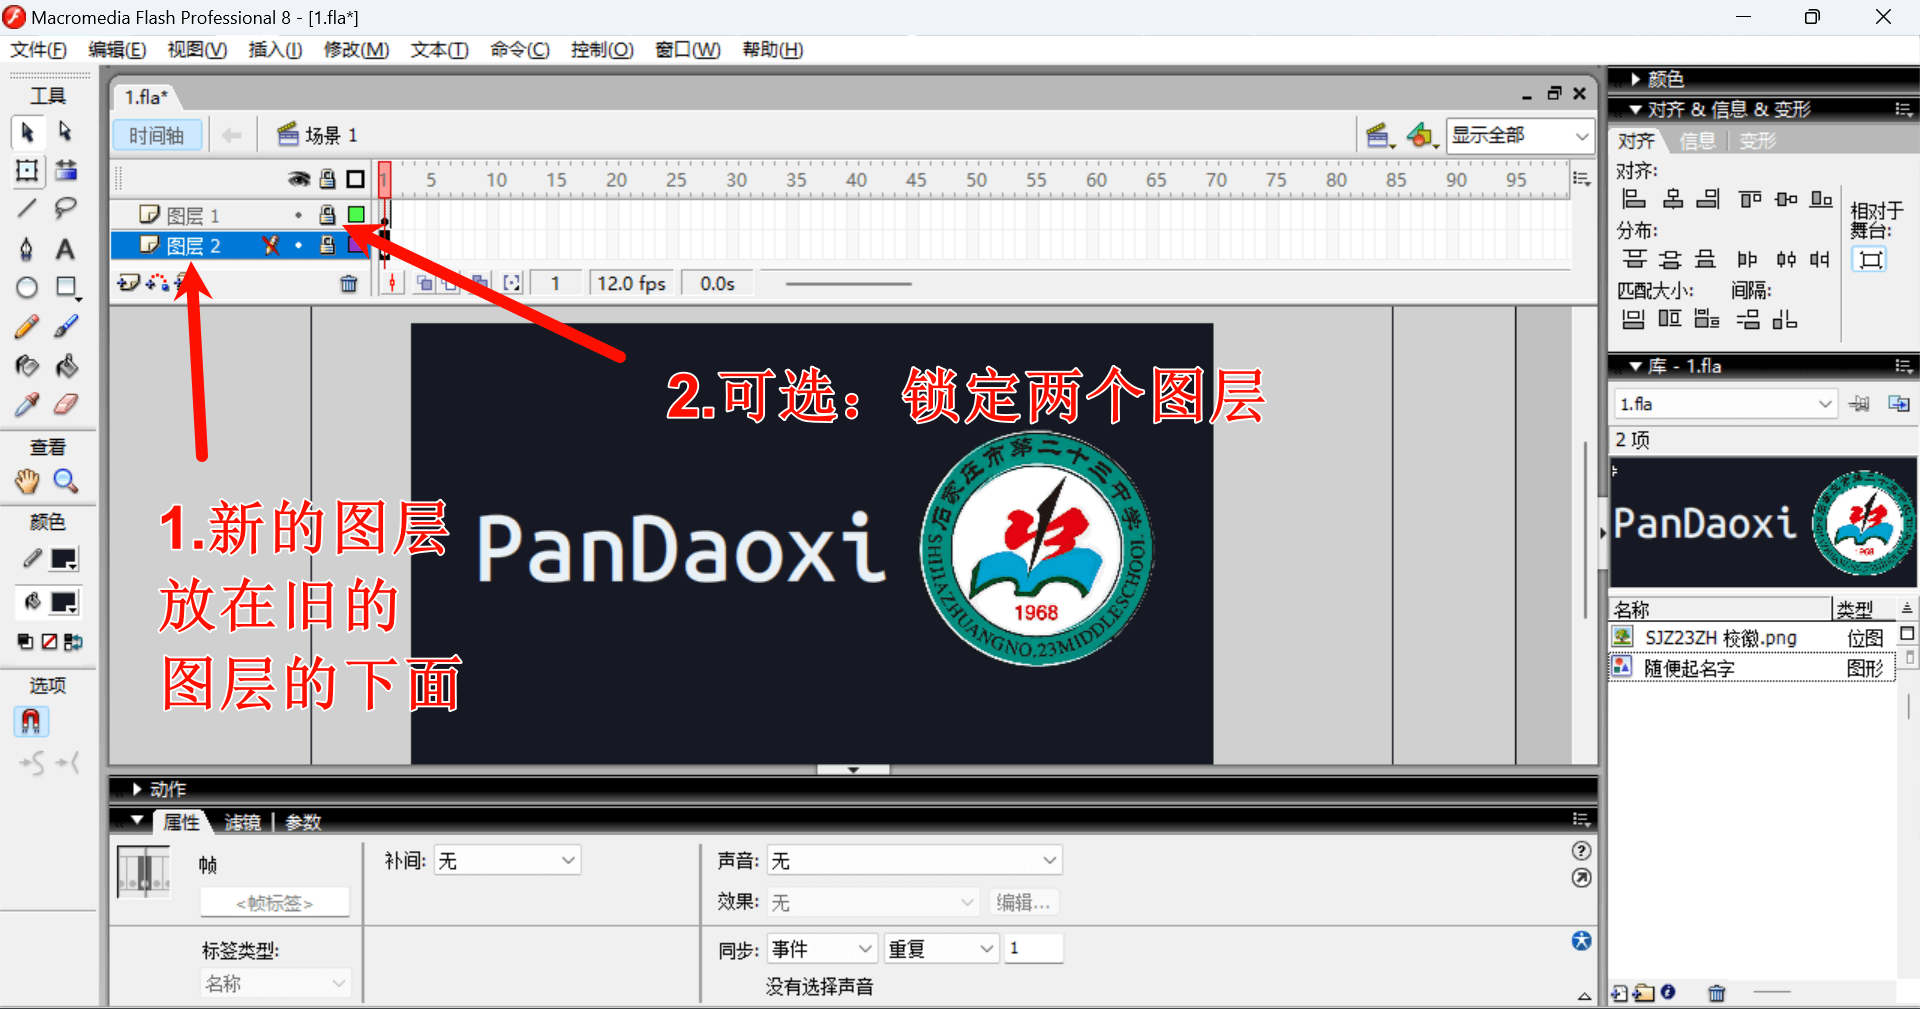 Macromedia Flash Professional 8 - [1.fla*]
文件(F) 编辑(E) 视图(V) 插入(I) 修改(M) 文本(T) 命令(C) 控制(O) 窗口(W) 帮助(H)
工具
1.fla*
时间轴 场景 1 显示全部
1 5 10 15 20 25 30 35 40 45 50 55 60 65 70 75 80 85 90 95
图层 1
图层 2
1 12.0 fps 0.0s
查看
颜色
选项
2.可选：锁定两个图层
1.新的图层
放在旧的
图层的下面
PanDaoxi
石家庄市第二十三中学
1968
SHIJIAZHUANGNO.23MIDDLESCHOOL
动作
属性 滤镜 参数
帧
<帧标签>
标签类型:
名称
补间: 无
声音: 无
效果: 无 编辑...
同步: 事件 重复 1
没有选择声音
颜色
对齐 & 信息 & 变形
对齐 信息 变形
对齐:
相对于
舞台:
分布:
匹配大小: 间隔:
库 - 1.fla
1.fla
2 项
PanDaoxi
1968
名称 类型
SJZ23ZH 校徽.png 位图
随便起名字 图形